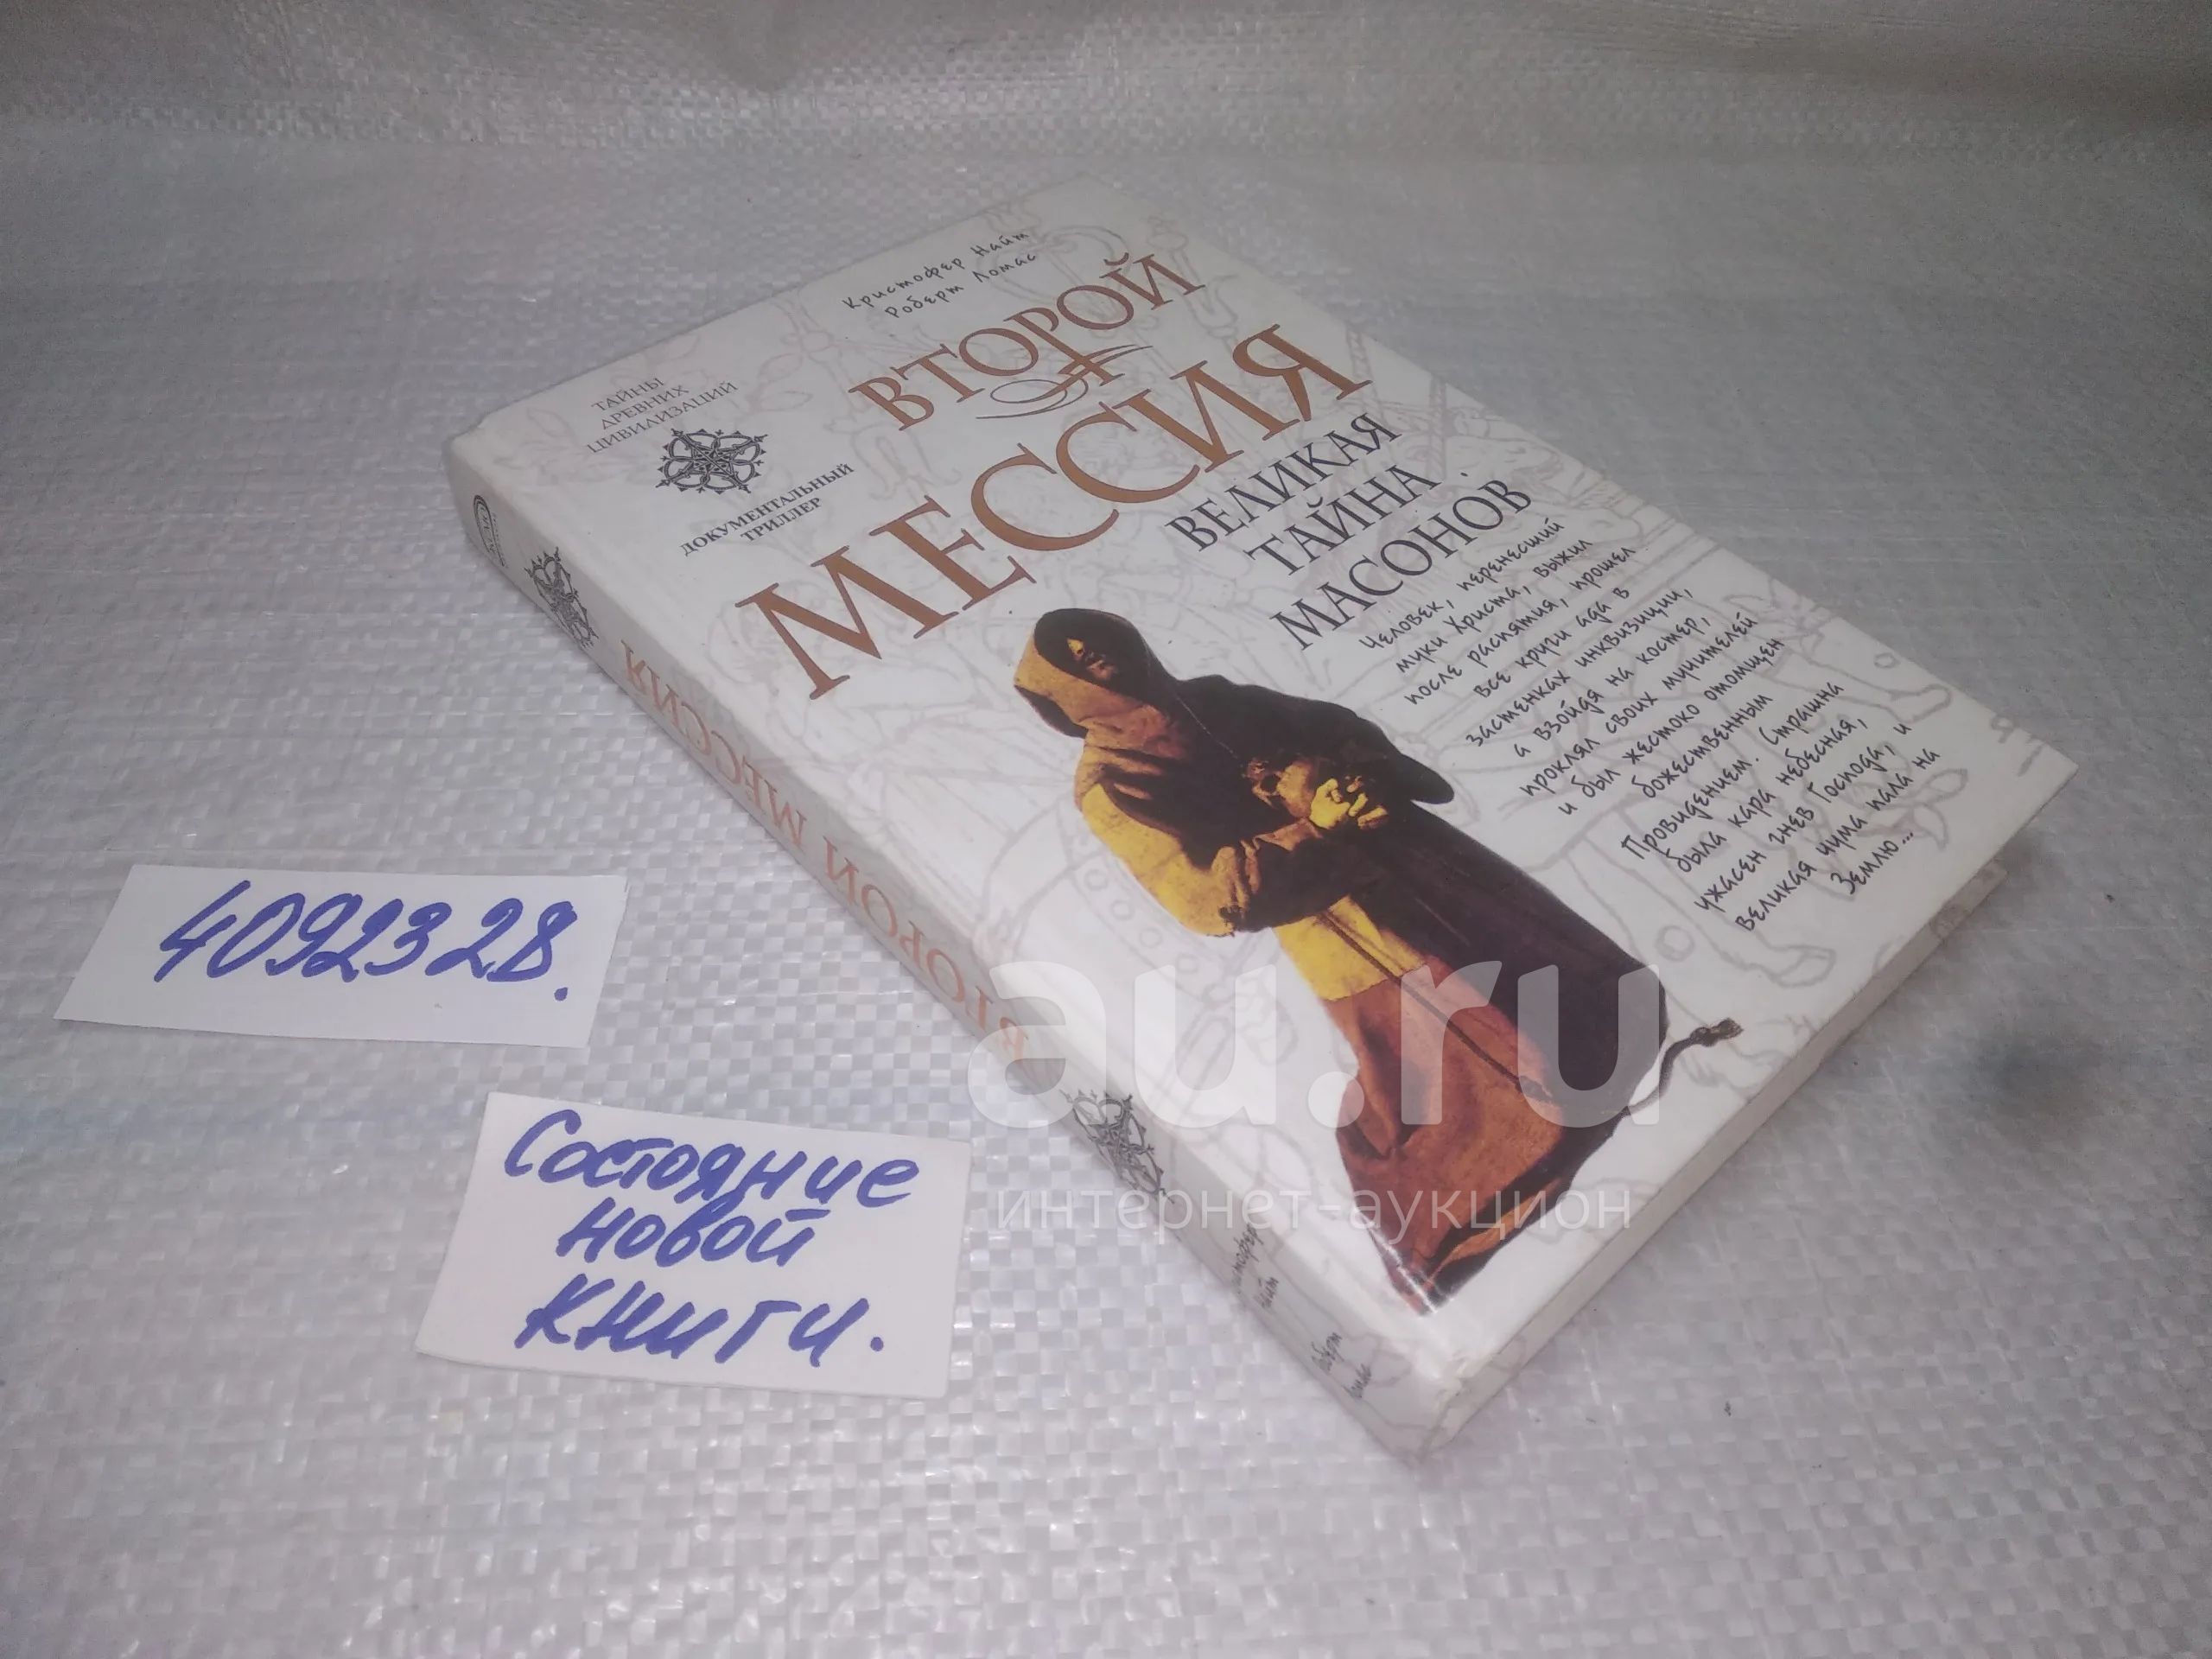 Кристофер Найт
Роберт Ломас
ТАЙНЫ
ДРЕВНИХ
ЦИВИЛИЗАЦИЙ
ДОКУМЕНТАЛЬНЫЙ
ТРИЛЛЕР
ВТОРОЙ
МЕССИЯ
ВЕЛИКАЯ
ТАЙНА
МАСОНОВ
Человек, перенесший
муки Христа, выжил
после распятия, прошел
все круги ада в
застенках инквизиции,
а взойдя на костер,
проклял своих мучителей
и был жестоко отомщен
божественным
Провидением. Страшна
была кара небесная,
ужасен гнев Господа, и
великая чума пала на
Землю...
ВТОРОЙ МЕССИЯ
Найт
4092328.
Состояние
новой
книги.
au.ru
интернет-аукцион